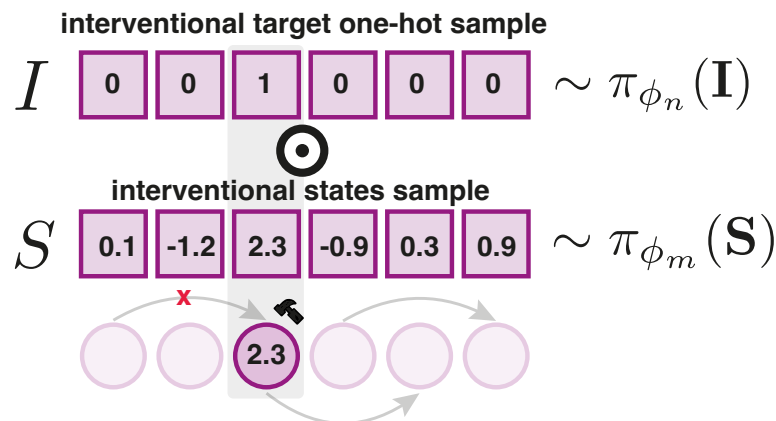 interventional target one-hot sample
I 0 0 1 0 0 0 ∼ π_{ϕ_n}(𝐈)
⊙
interventional states sample
S 0.1 -1.2 2.3 -0.9 0.3 0.9 ∼ π_{ϕ_m}(𝐒)
x
2.3